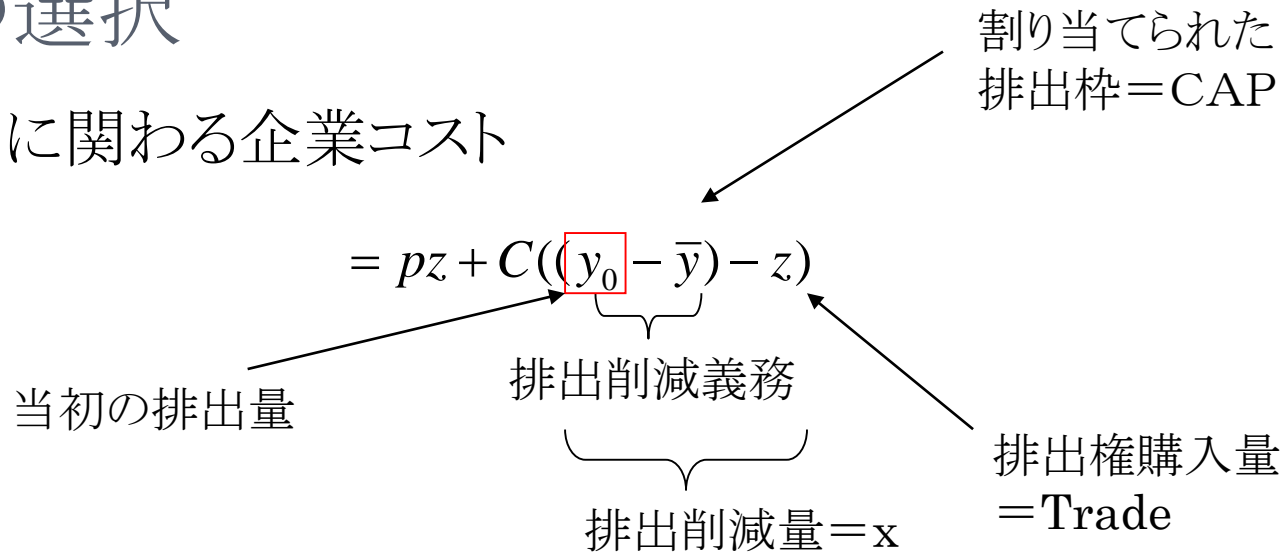 選択
に関わる企業コスト
割り当てられた
排出枠＝CAP
= pz + C((y₀ − y̅) − z)
当初の排出量
排出削減義務
排出削減量＝x
排出権購入量
＝Trade